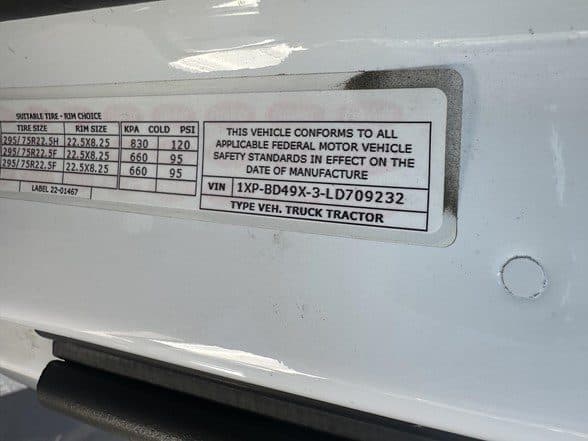 SUITABLE TIRE - RIM CHOICE
TIRE SIZE RIM SIZE KPA COLD PSI
295/75R22.5H 22.5X8.25 830 120
295/75R22.5F 22.5X8.25 660 95
295/75R22.5F 22.5X8.25 660 95
LABEL 22-01467
THIS VEHICLE CONFORMS TO ALL
APPLICABLE FEDERAL MOTOR VEHICLE
SAFETY STANDARDS IN EFFECT ON THE
DATE OF MANUFACTURE
VIN 1XP-BD49X-3-LD709232
TYPE VEH. TRUCK TRACTOR